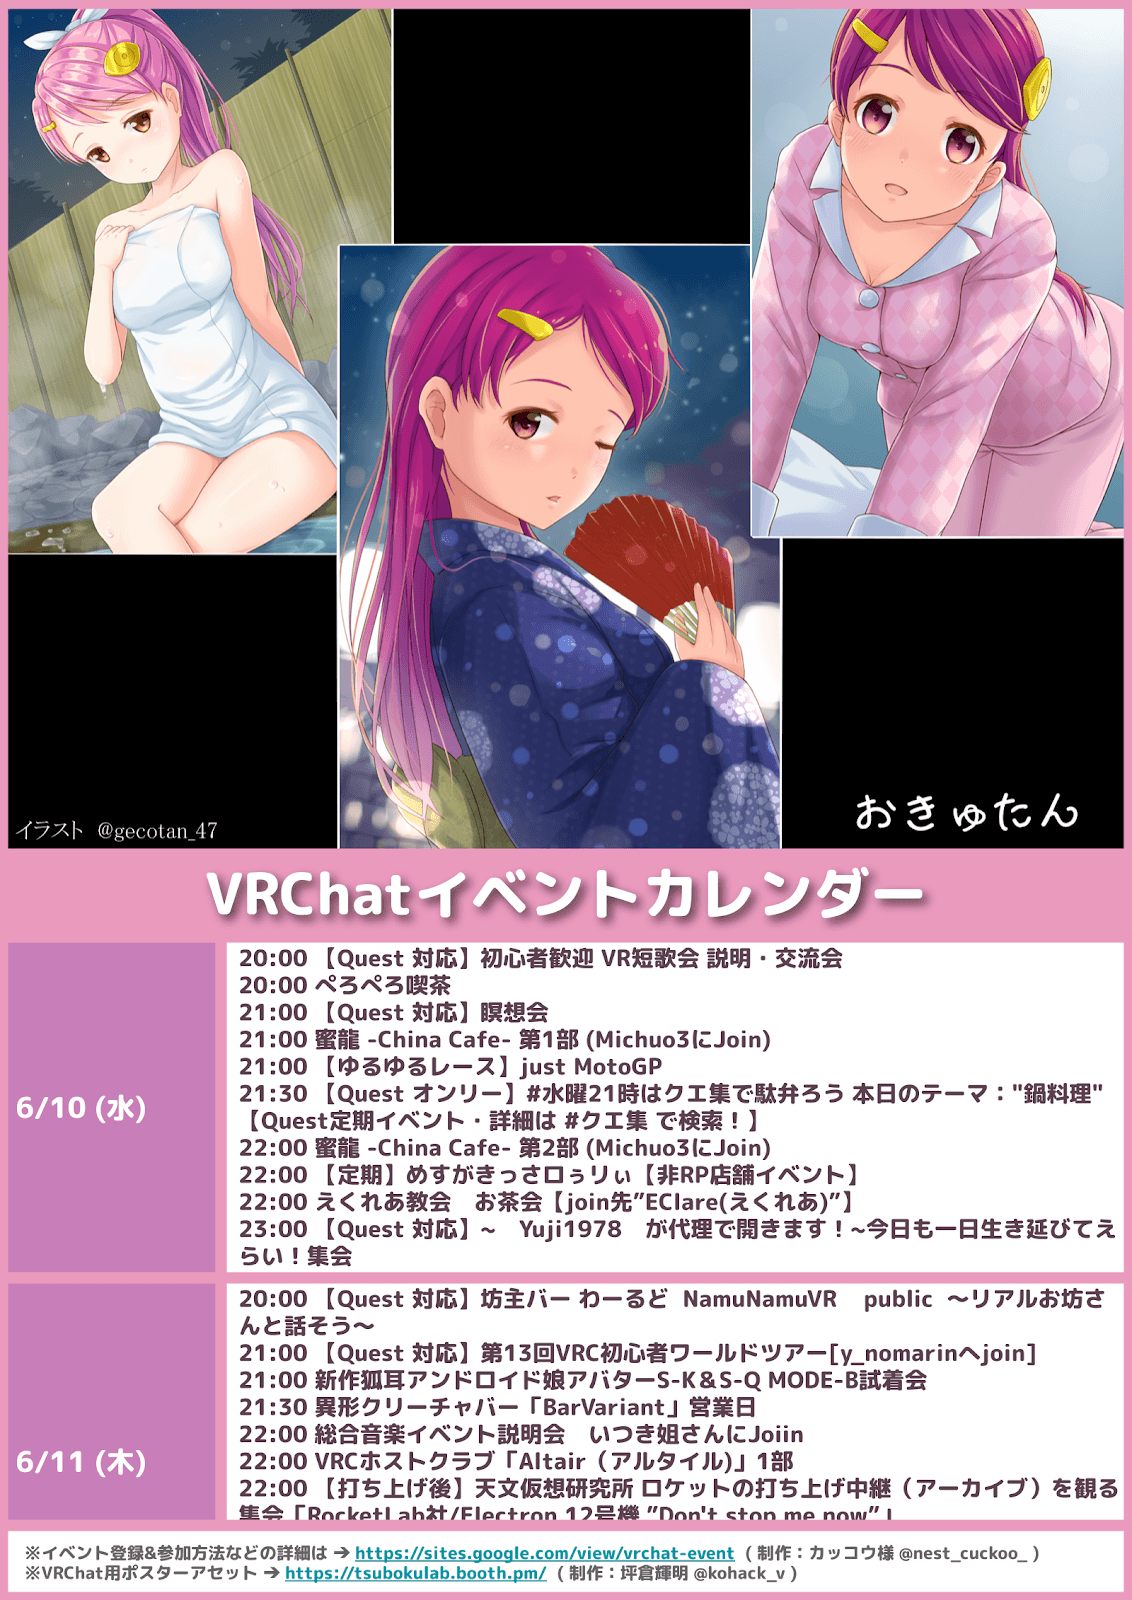 イラスト @gecotan_47
おきゅたん
VRChatイベントカレンダー
6/10 (水)
20:00 【Quest 対応】初心者歓迎 VR短歌会 説明・交流会
20:00 ぺろぺろ喫茶
21:00 【Quest 対応】瞑想会
21:00 蜜龍 -China Cafe- 第1部 (Michuo3にJoin)
21:00 【ゆるゆるレース】just MotoGP
21:30 【Quest オンリー】#水曜21時はクエ集で駄弁ろう 本日のテーマ："鍋料理"
【Quest定期イベント・詳細は #クエ集 で検索！】
22:00 蜜龍 -China Cafe- 第2部 (Michuo3にJoin)
22:00 【定期】めすがきっさロぅリぃ【非RP店舗イベント】
22:00 えくれあ教会　お茶会【join先”EClare(えくれあ)”】
23:00 【Quest 対応】~　Yuji1978　が代理で開きます！~今日も一日生き延びてえ
らい！集会
6/11 (木)
20:00 【Quest 対応】坊主バー わーるど NamuNamuVR　public ～リアルお坊さ
んと話そう～
21:00 【Quest 対応】第13回VRC初心者ワールドツアー[y_nomarinへjoin]
21:00 新作狐耳アンドロイド娘アバターS-K＆S-Q MODE-B試着会
21:30 異形クリーチャバー「BarVariant」営業日
22:00 総合音楽イベント説明会　いつき姐さんにJoiin
22:00 VRCホストクラブ「Altair（アルタイル)」1部
22:00 【打ち上げ後】天文仮想研究所 ロケットの打ち上げ中継（アーカイブ）を観る
集会「RocketLab社/Electron 12号機 ”Don't stop me now”」
※イベント登録&参加方法などの詳細は → https://sites.google.com/view/vrchat-event ( 制作：カッコウ様 @nest_cuckoo_ )
※VRChat用ポスターアセット → https://tsubokulab.booth.pm/ ( 制作：坪倉輝明 @kohack_v )